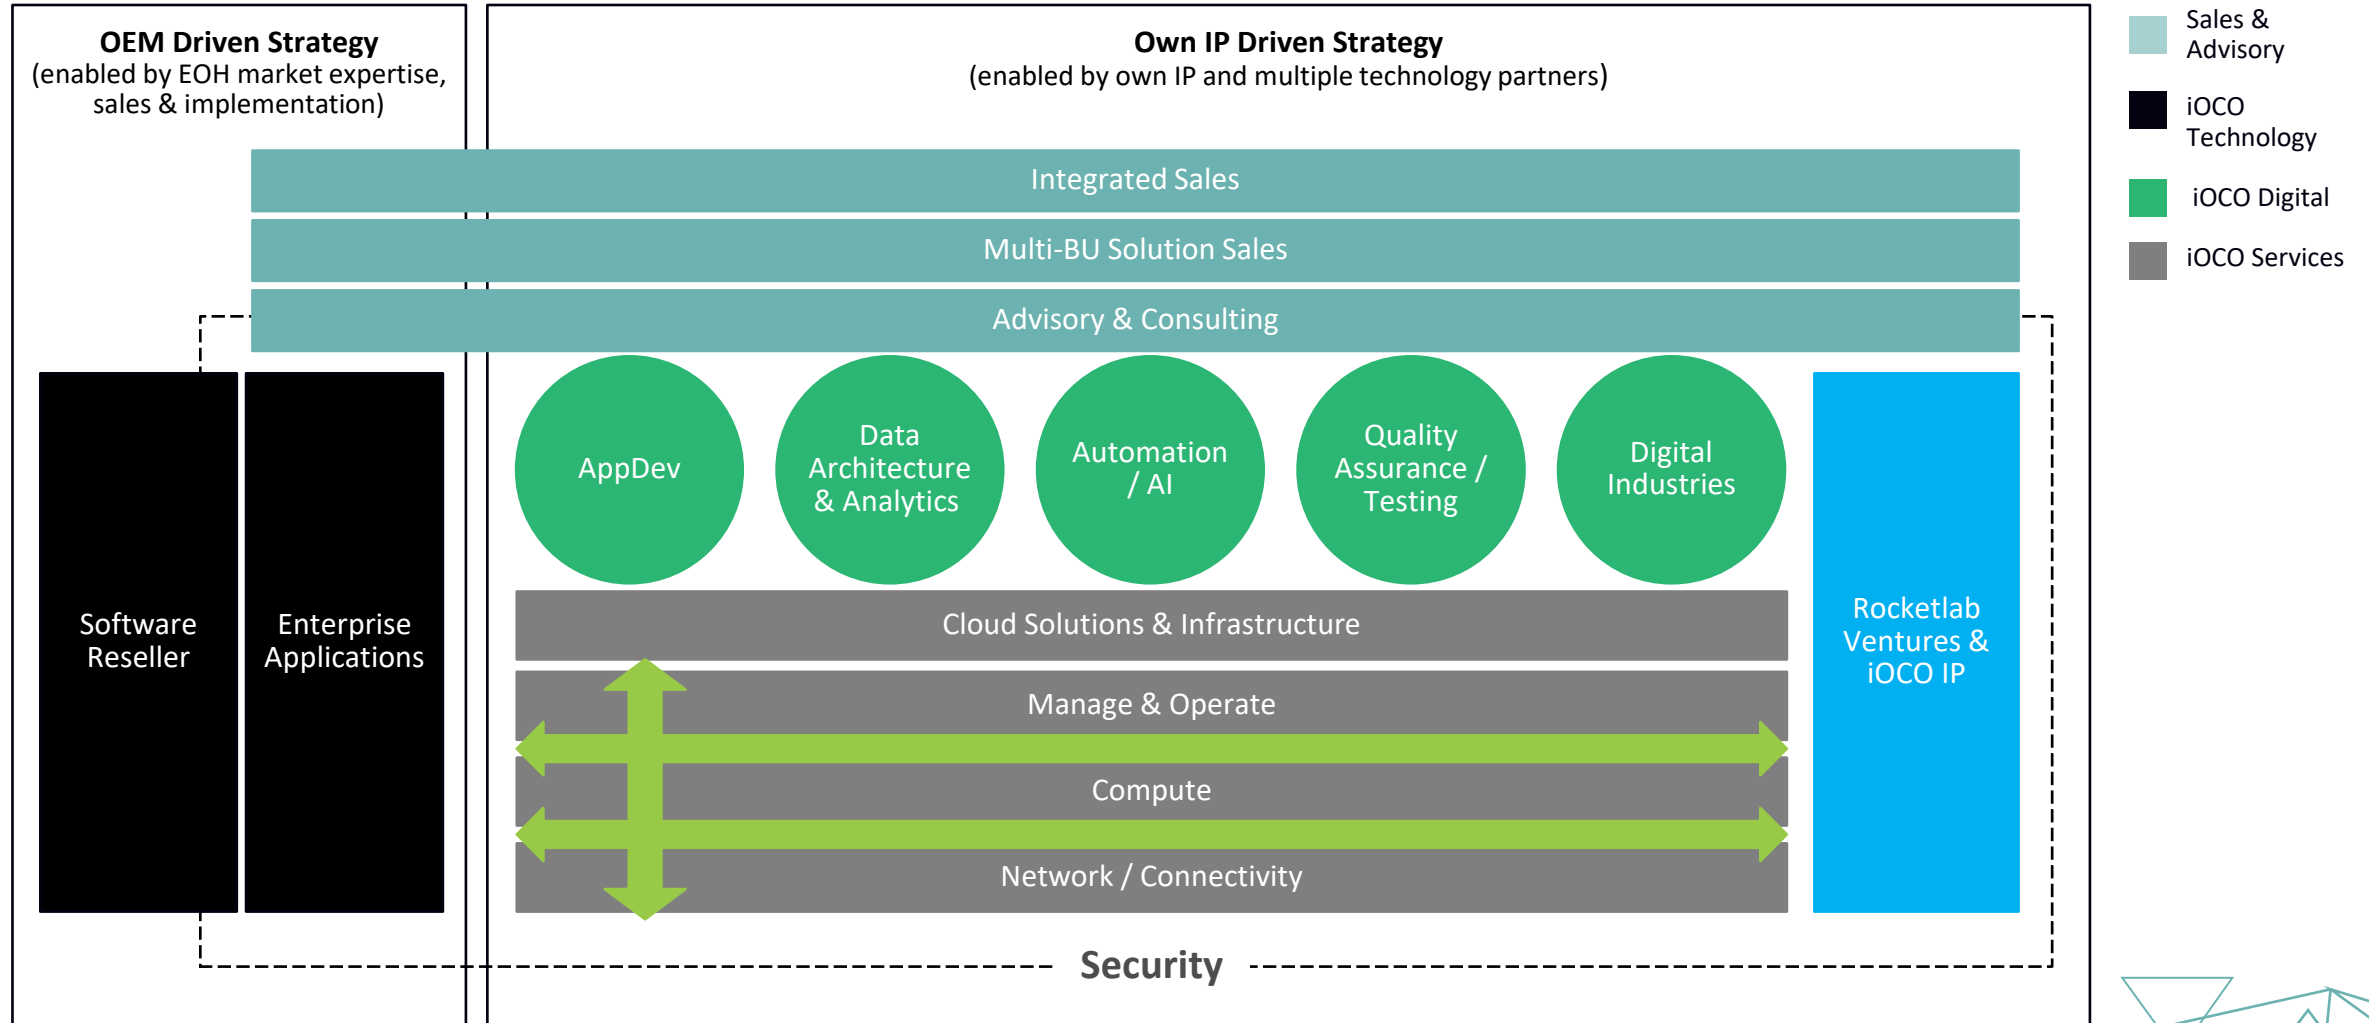 OEM Driven Strategy
(enabled by EOH market expertise,
sales & implementation)
Own IP Driven Strategy
(enabled by own IP and multiple technology partners)
Sales &
Advisory
iOCO
Technology
iOCO Digital
iOCO Services
Integrated Sales
Multi-BU Solution Sales
Advisory & Consulting
Software
Reseller
Enterprise
Applications
AppDev
Data
Architecture
& Analytics
Automation
/ AI
Quality
Assurance /
Testing
Digital
Industries
Cloud Solutions & Infrastructure
Manage & Operate
Compute
Network / Connectivity
Rocketlab
Ventures &
iOCO IP
Security